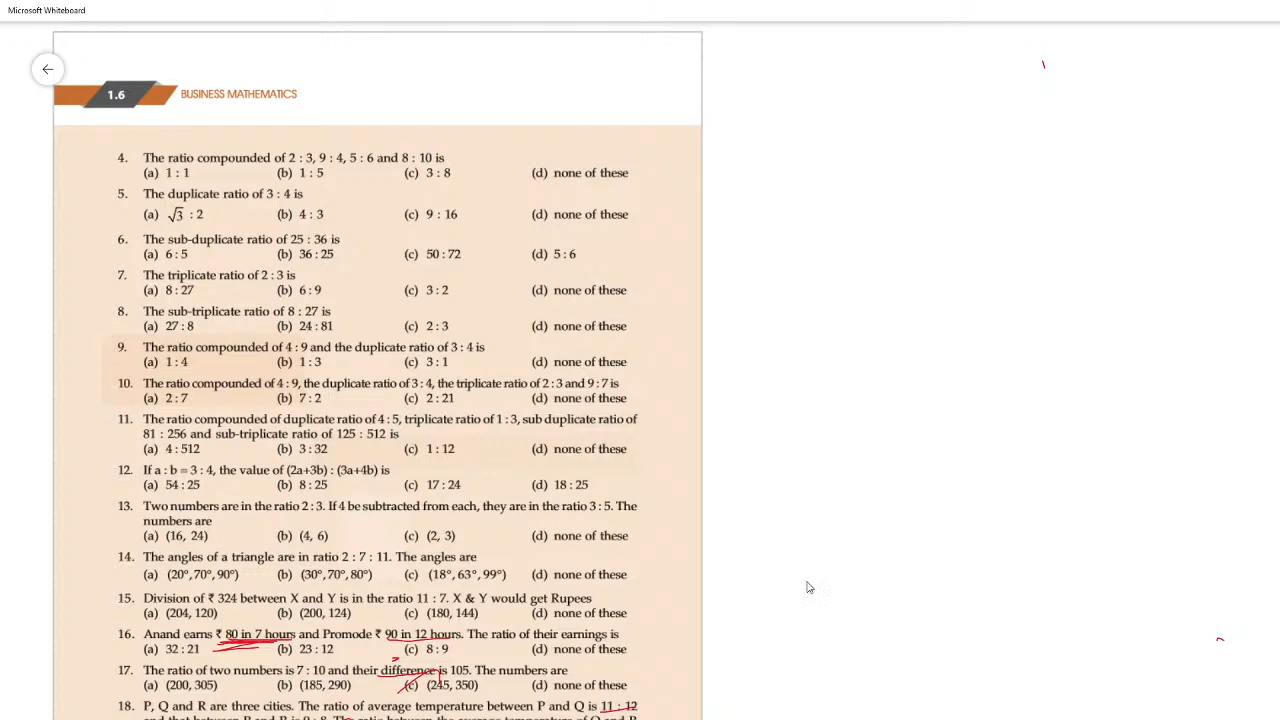 Microsoft Whiteboard
1.6 BUSINESS MATHEMATICS
4. The ratio compounded of 2 : 3, 9 : 4, 5 : 6 and 8 : 10 is
(a) 1 : 1 (b) 1 : 5 (c) 3 : 8 (d) none of these
5. The duplicate ratio of 3 : 4 is
(a) √3 : 2 (b) 4 : 3 (c) 9 : 16 (d) none of these
6. The sub-duplicate ratio of 25 : 36 is
(a) 6 : 5 (b) 36 : 25 (c) 50 : 72 (d) 5 : 6
7. The triplicate ratio of 2 : 3 is
(a) 8 : 27 (b) 6 : 9 (c) 3 : 2 (d) none of these
8. The sub-triplicate ratio of 8 : 27 is
(a) 27 : 8 (b) 24 : 81 (c) 2 : 3 (d) none of these
9. The ratio compounded of 4 : 9 and the duplicate ratio of 3 : 4 is
(a) 1 : 4 (b) 1 : 3 (c) 3 : 1 (d) none of these
10. The ratio compounded of 4 : 9, the duplicate ratio of 3 : 4, the triplicate ratio of 2 : 3 and 9 : 7 is
(a) 2 : 7 (b) 7 : 2 (c) 2 : 21 (d) none of these
11. The ratio compounded of duplicate ratio of 4 : 5, triplicate ratio of 1 : 3, sub duplicate ratio of
81 : 256 and sub-triplicate ratio of 125 : 512 is
(a) 4 : 512 (b) 3 : 32 (c) 1 : 12 (d) none of these
12. If a : b = 3 : 4, the value of (2a+3b) : (3a+4b) is
(a) 54 : 25 (b) 8 : 25 (c) 17 : 24 (d) 18 : 25
13. Two numbers are in the ratio 2 : 3. If 4 be subtracted from each, they are in the ratio 3 : 5. The
numbers are
(a) (16, 24) (b) (4, 6) (c) (2, 3) (d) none of these
14. The angles of a triangle are in ratio 2 : 7 : 11. The angles are
(a) (20°, 70°, 90°) (b) (30°, 70°, 80°) (c) (18°, 63°, 99°) (d) none of these
15. Division of ₹ 324 between X and Y is in the ratio 11 : 7. X & Y would get Rupees
(a) (204, 120) (b) (200, 124) (c) (180, 144) (d) none of these
16. Anand earns ₹ 80 in 7 hours and Promode ₹ 90 in 12 hours. The ratio of their earnings is
(a) 32 : 21 (b) 23 : 12 (c) 8 : 9 (d) none of these
17. The ratio of two numbers is 7 : 10 and their difference is 105. The numbers are
(a) (200, 305) (b) (185, 290) (c) (245, 350) (d) none of these
18. P, Q and R are three cities. The ratio of average temperature between P and Q is 11 : 12
and that between P and R is 9 : 8. The ratio between the average temperature of Q and R